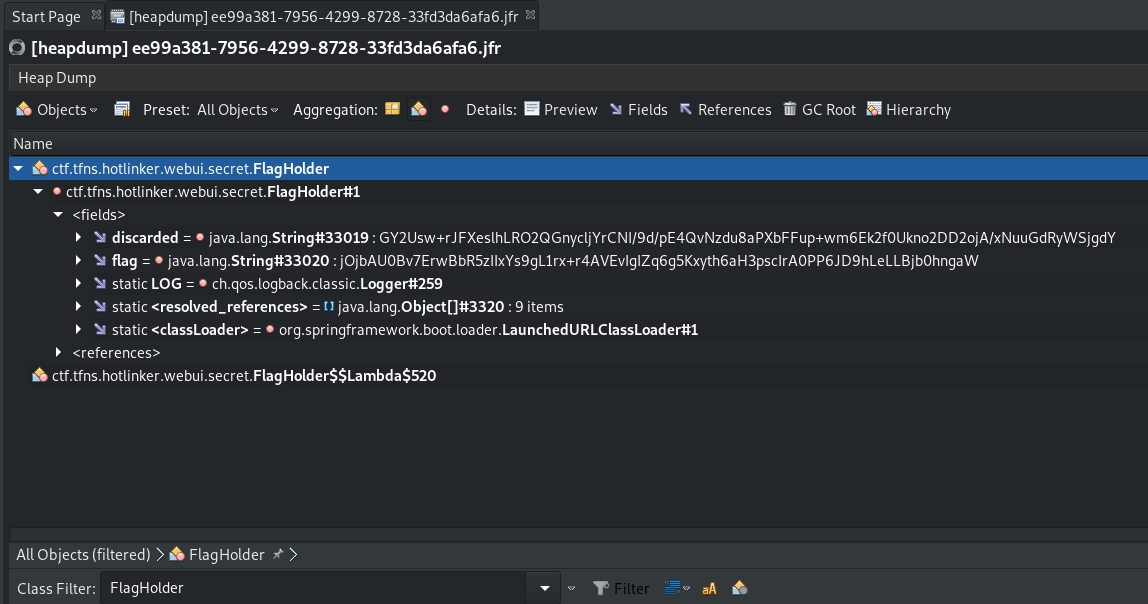 Start Page [heapdump] ee99a381-7956-4299-8728-33fd3da6afa6.jfr
[heapdump] ee99a381-7956-4299-8728-33fd3da6afa6.jfr
Heap Dump
Objects Preset: All Objects Aggregation: Details: Preview Fields References GC Root Hierarchy
Name
ctf.tfns.hotlinker.webui.secret.FlagHolder
ctf.tfns.hotlinker.webui.secret.FlagHolder#1
<fields>
discarded = java.lang.String#33019 : GY2Usw+rJFXeslhLRO2QGnycljYrCNI/9d/pE4QvNzdu8aPXbFFup+wm6Ek2f0Ukno2DD2ojA/xNuuGdRyWSjgdY
flag = java.lang.String#33020 : jOjbAU0Bv7ErwBbR5zIIxYs9gL1rx+r4AVEvIgIZq6g5Kxyth6aH3pscIrA0PP6JD9hLeLLBjb0hngaW
static LOG = ch.qos.logback.classic.Logger#259
static <resolved_references> = java.lang.Object[]#3320 : 9 items
static <classLoader> = org.springframework.boot.loader.LaunchedURLClassLoader#1
<references>
ctf.tfns.hotlinker.webui.secret.FlagHolder$$Lambda$520
All Objects (filtered) FlagHolder
Class Filter: FlagHolder Filter aA